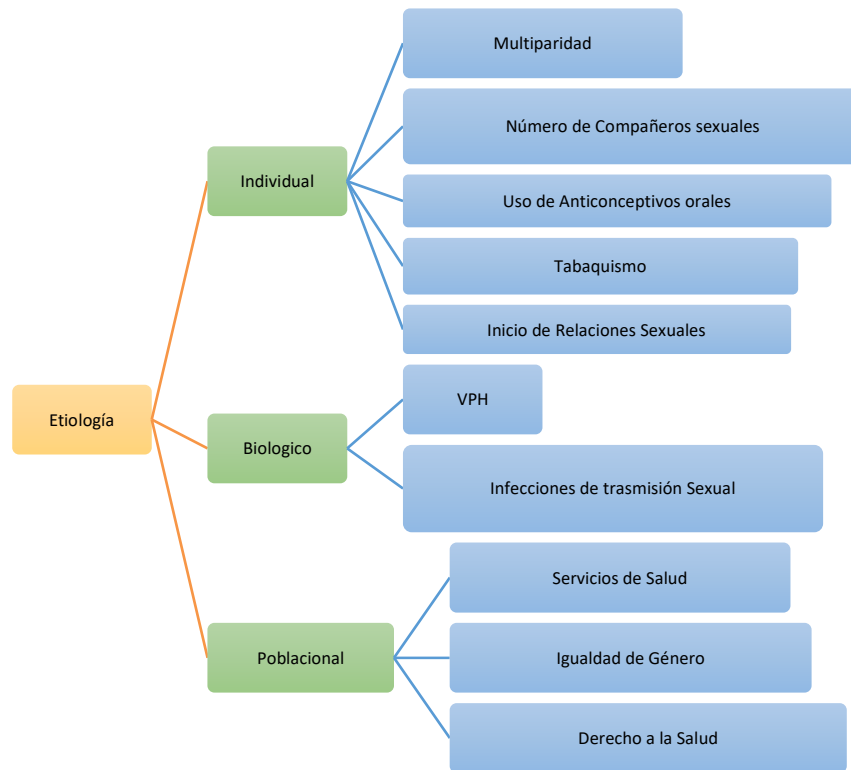 Etiología
Individual
Multiparidad
Número de Compañeros sexuales
Uso de Anticonceptivos orales
Tabaquismo
Inicio de Relaciones Sexuales
Biologico
VPH
Infecciones de trasmisión Sexual
Poblacional
Servicios de Salud
Igualdad de Género
Derecho a la Salud